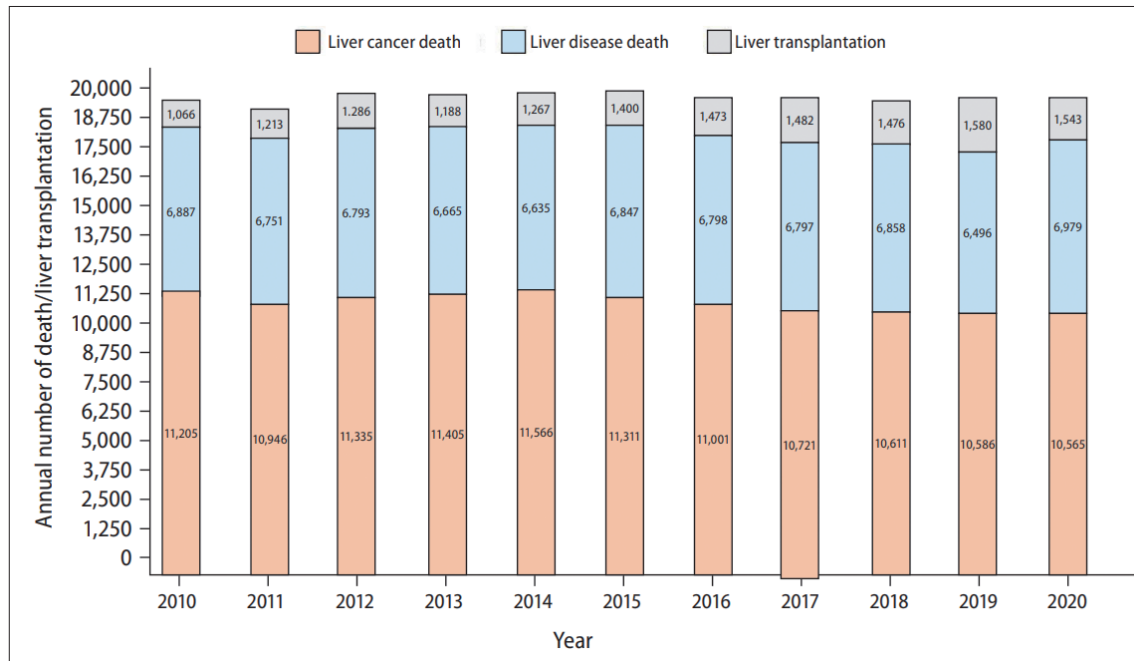 Liver cancer death Liver disease death Liver transplantation
Annual number of death/liver transplantation
20,000
18,750
17,500
16,250
15,000
13,750
12,500
11,250
10,000
8,750
7,500
6,250
5,000
3,750
2,500
1,250
0
1,066 1,213 1.286 1,188 1,267 1,400 1,473 1,482 1,476 1,580 1,543
6,887 6,751 6,793 6,665 6,635 6,847 6,798 6,797 6,858 6,496 6,979
11,205 10,946 11,335 11,405 11,566 11,311 11,001 10,721 10,611 10,586 10,565
2010 2011 2012 2013 2014 2015 2016 2017 2018 2019 2020
Year